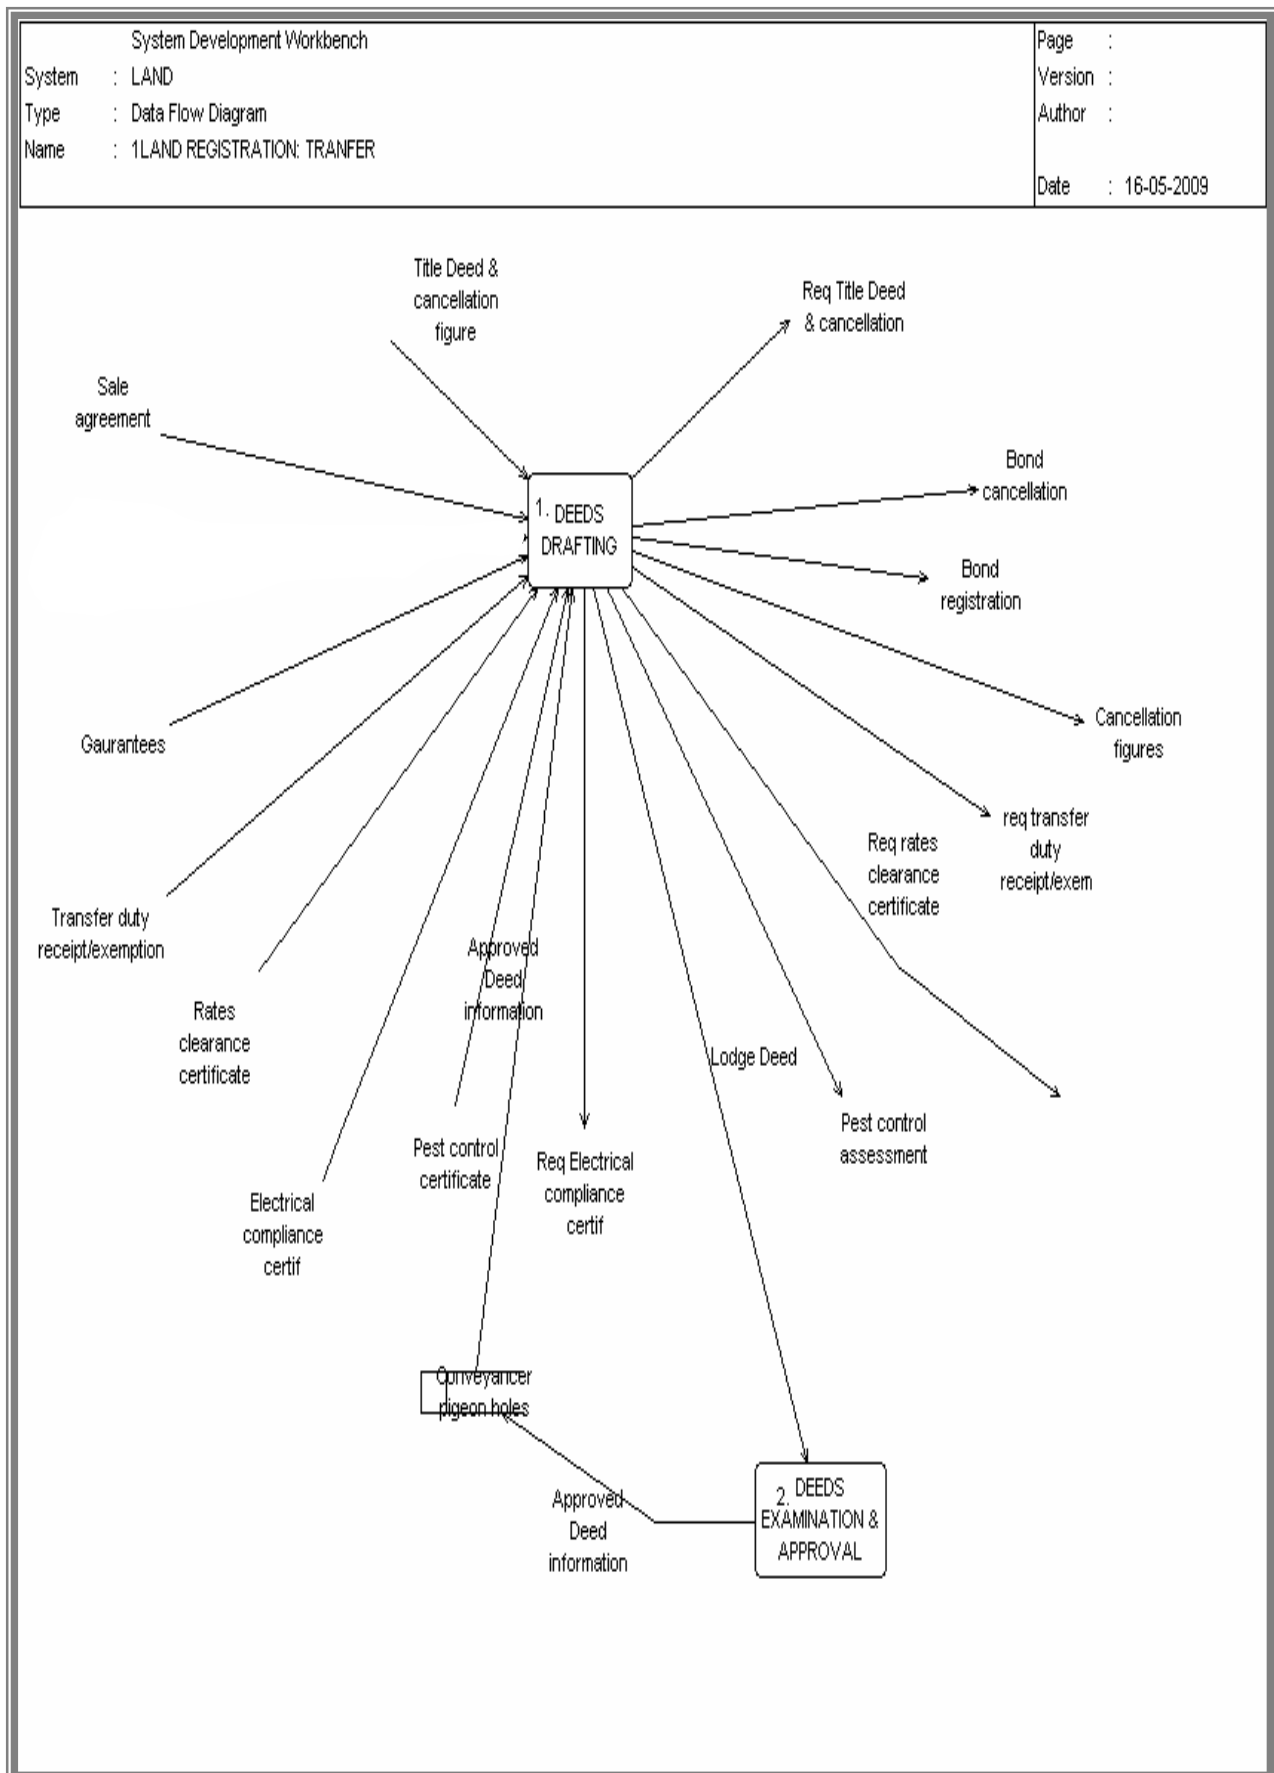 System Development Workbench
System : LAND
Type : Data Flow Diagram
Name : 1LAND REGISTRATION: TRANFER
Page :
Version :
Author :
Date : 16-05-2009
Title Deed &
cancellation
figure
Req Title Deed
& cancellation
Sale
agreement
Bond
cancellation
1. DEEDS
DRAFTING
Bond
registration
Gaurantees
Cancellation
figures
req transfer
duty
receipt/exem
Req rates
clearance
certificate
Transfer duty
receipt/exemption
Approved
Deed
information
Rates
clearance
certificate
Lodge Deed
Pest control
assessment
Pest control
certificate
Req Electrical
compliance
certif
Electrical
compliance
certif
Conveyancer
pigeon holes
2. DEEDS
EXAMINATION &
APPROVAL
Approved
Deed
information